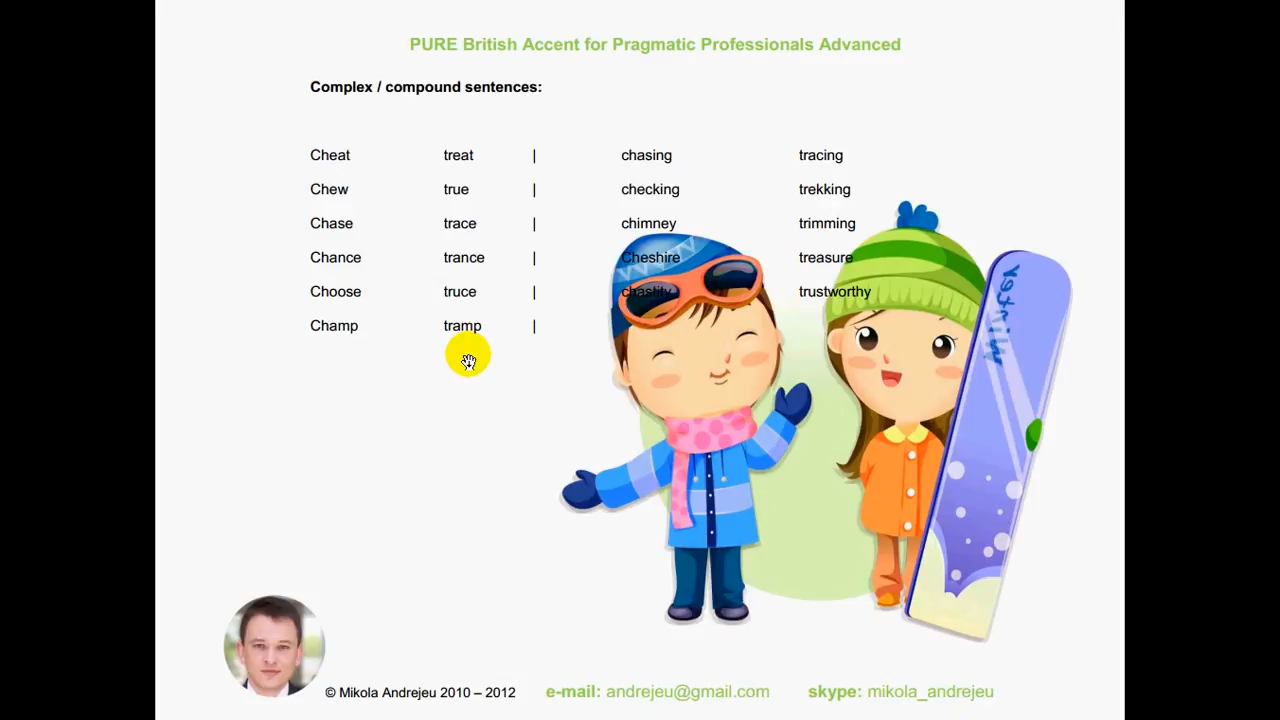 PURE British Accent for Pragmatic Professionals Advanced
Complex / compound sentences:
Cheat treat | chasing tracing
Chew true | checking trekking
Chase trace | chimney trimming
Chance trance | Cheshire treasure
Choose truce | chastity trustworthy
Champ tramp |
© Mikola Andrejeu 2010 – 2012 e-mail: andrejeu@gmail.com skype: mikola_andrejeu